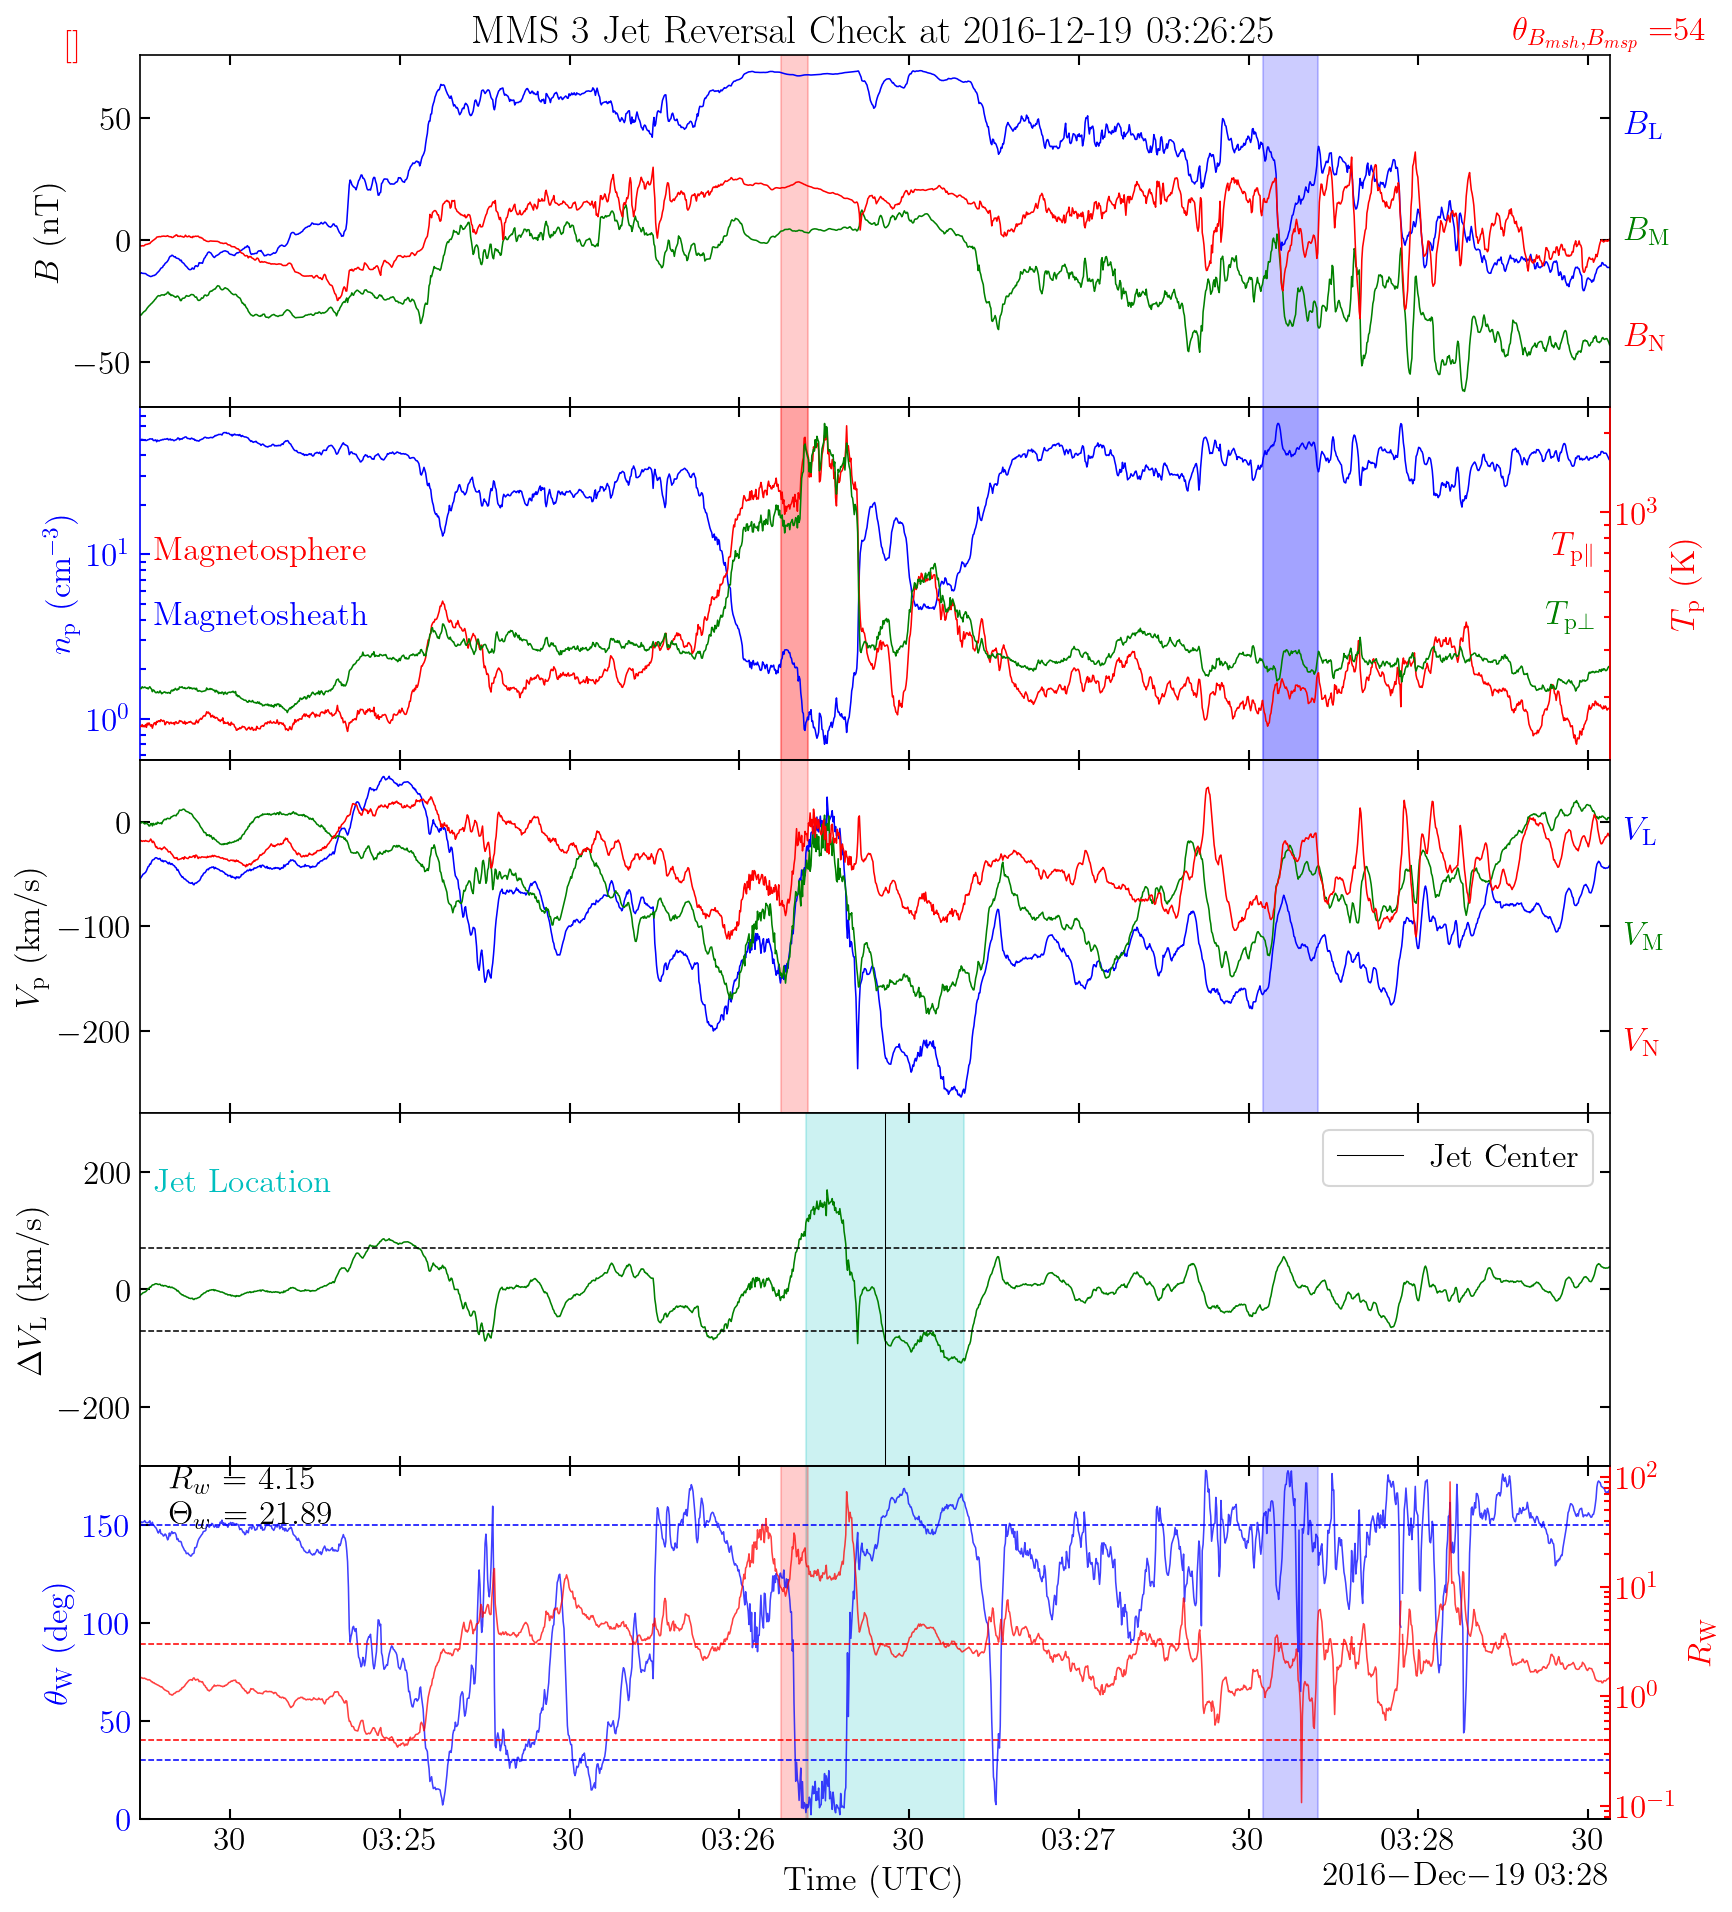 MMS 3 Jet Reversal Check at 2016-12-19 03:26:25
[]
θ_{B_{msh},B_{msp}} =54
50
0
−50
B (nT)
B_L
B_M
B_N
10^1
10^0
n_p (cm^{−3})
Magnetosphere
Magnetosheath
T_{p∥}
T_{p⊥}
10^3
T_p (K)
0
−100
−200
V_p (km/s)
V_L
V_M
V_N
200
0
−200
ΔV_L (km/s)
Jet Location
Jet Center
R_w = 4.15
Θ_w = 21.89
150
100
50
0
θ_W (deg)
10^2
10^1
10^0
10^{−1}
R_W
30 03:25 30 03:26 30 03:27 30 03:28 30
Time (UTC)
2016−Dec−19 03:28